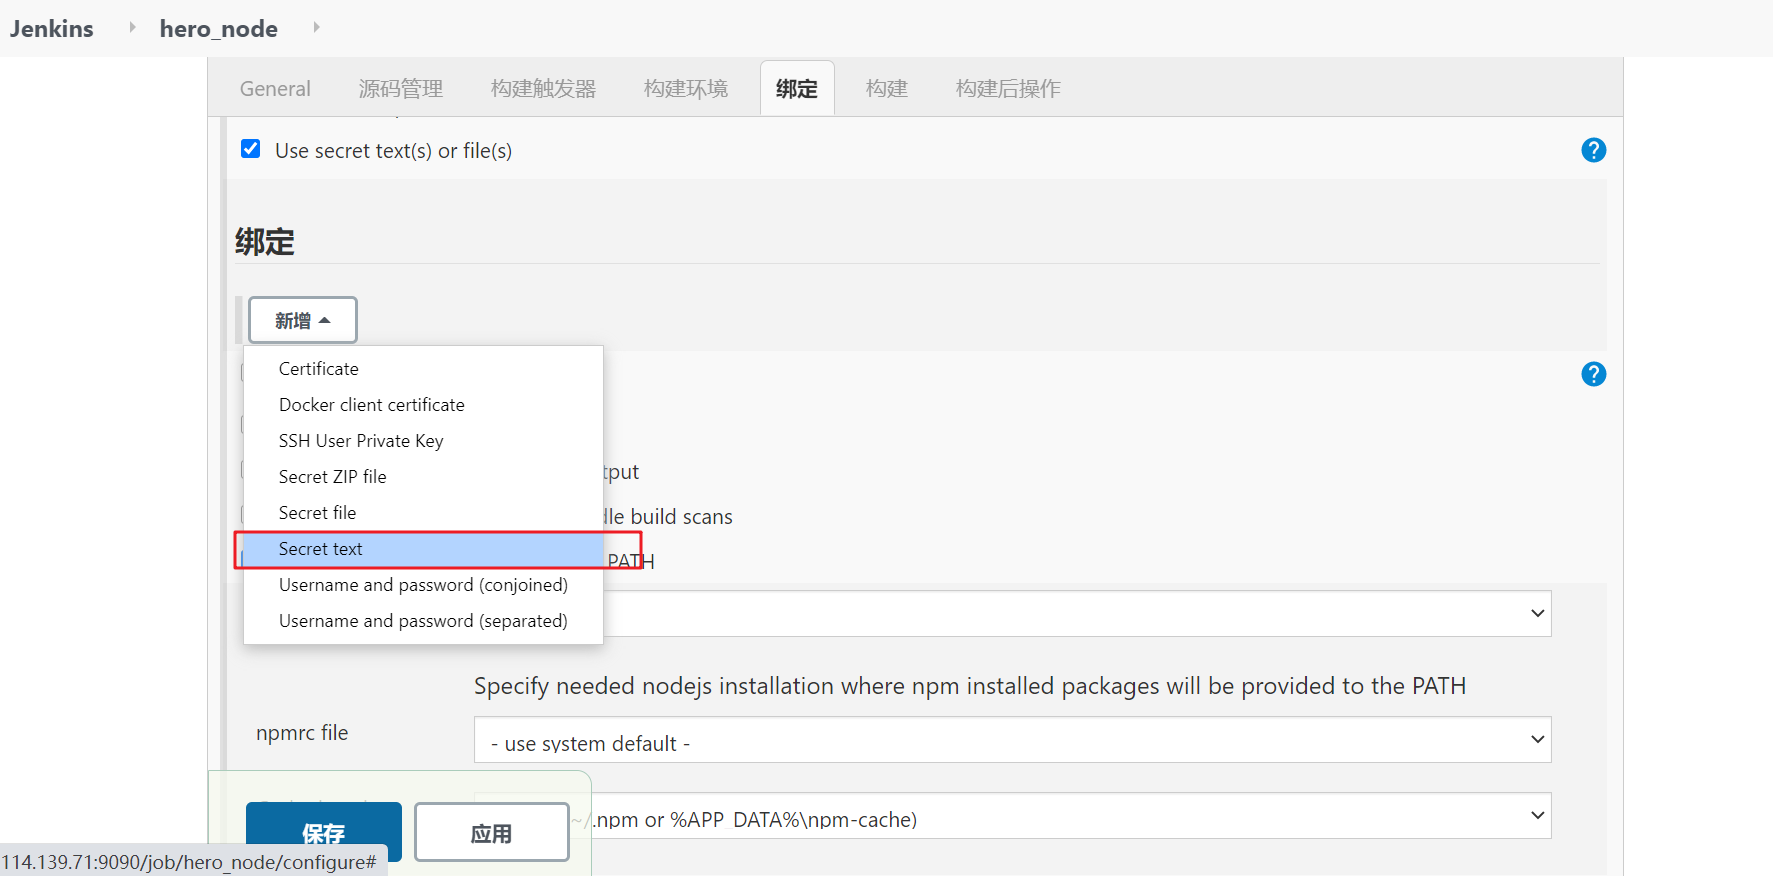 Jenkins hero_node
General 源码管理 构建触发器 构建环境 绑定 构建 构建后操作
Use secret text(s) or file(s)
绑定
新增
Certificate
Docker client certificate
SSH User Private Key
Secret ZIP file
tput
Secret file
dle build scans
Secret text
PATH
Username and password (conjoined)
Username and password (separated)
Specify needed nodejs installation where npm installed packages will be provided to the PATH
npmrc file
- use system default -
~/.npm or %APP_DATA%\npm-cache)
保存
应用
114.139.71:9090/job/hero_node/configure#